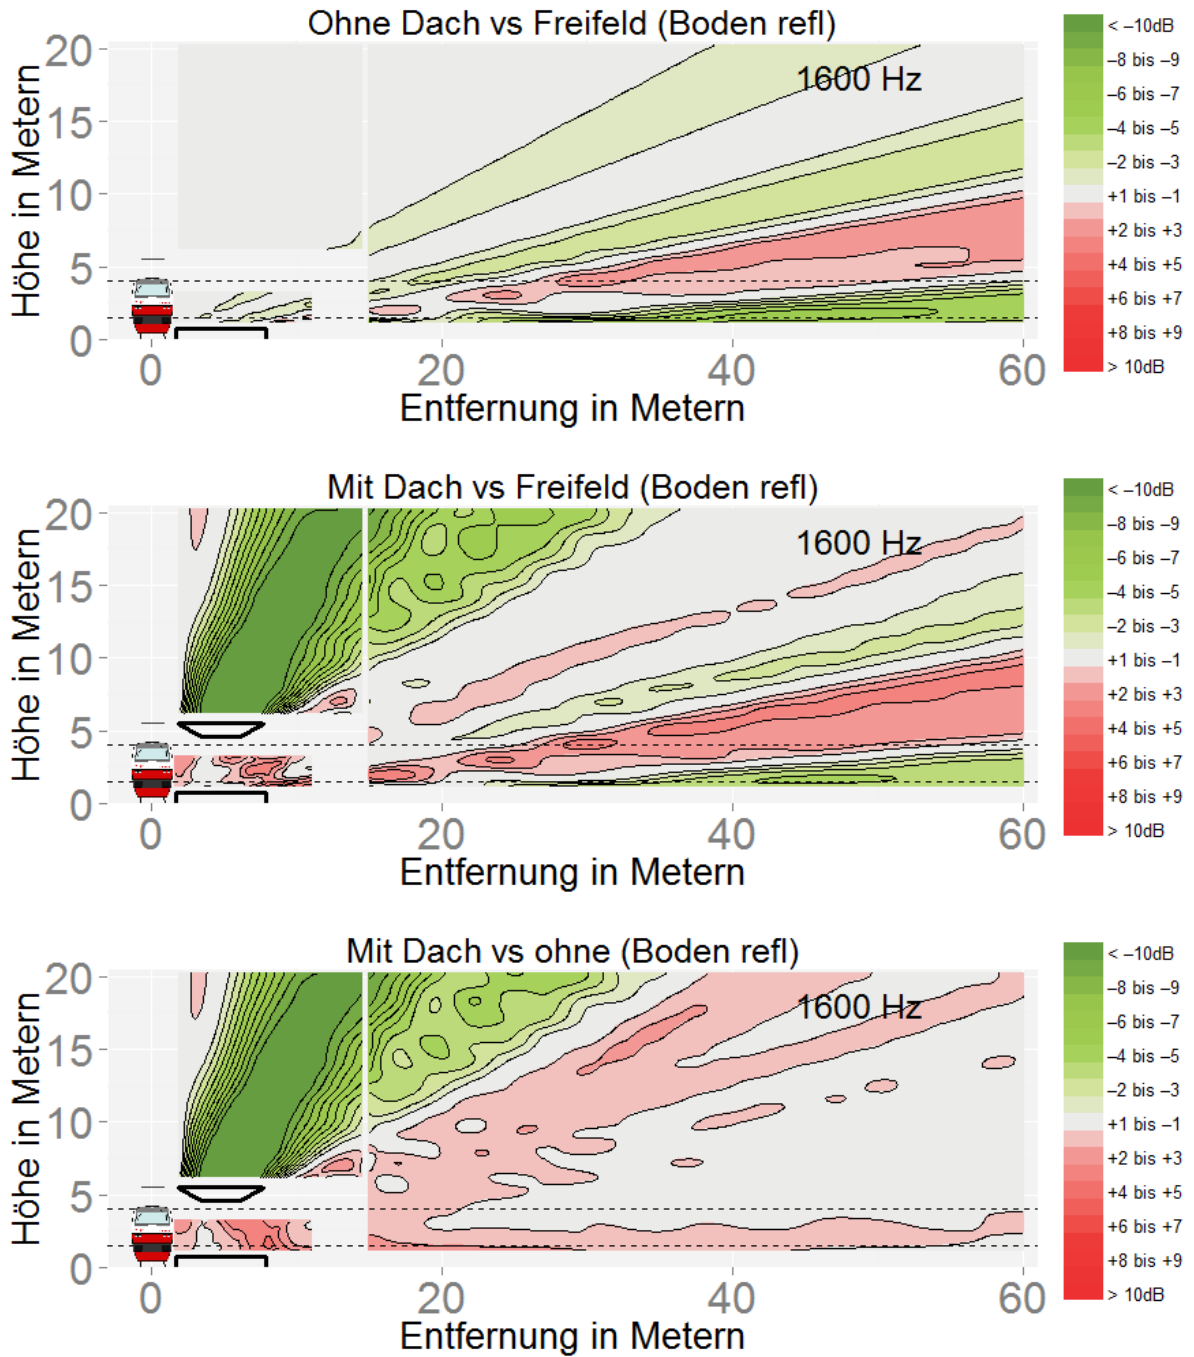 Ohne Dach vs Freifeld (Boden refl)
1600 Hz
Höhe in Metern
20
15
10
5
0
0 20 40 60
Entfernung in Metern
< –10dB
–8 bis –9
–6 bis –7
–4 bis –5
–2 bis –3
+1 bis –1
+2 bis +3
+4 bis +5
+6 bis +7
+8 bis +9
> 10dB
Mit Dach vs Freifeld (Boden refl)
1600 Hz
Höhe in Metern
20
15
10
5
0
0 20 40 60
Entfernung in Metern
< –10dB
–8 bis –9
–6 bis –7
–4 bis –5
–2 bis –3
+1 bis –1
+2 bis +3
+4 bis +5
+6 bis +7
+8 bis +9
> 10dB
Mit Dach vs ohne (Boden refl)
1600 Hz
Höhe in Metern
20
15
10
5
0
0 20 40 60
Entfernung in Metern
< –10dB
–8 bis –9
–6 bis –7
–4 bis –5
–2 bis –3
+1 bis –1
+2 bis +3
+4 bis +5
+6 bis +7
+8 bis +9
> 10dB